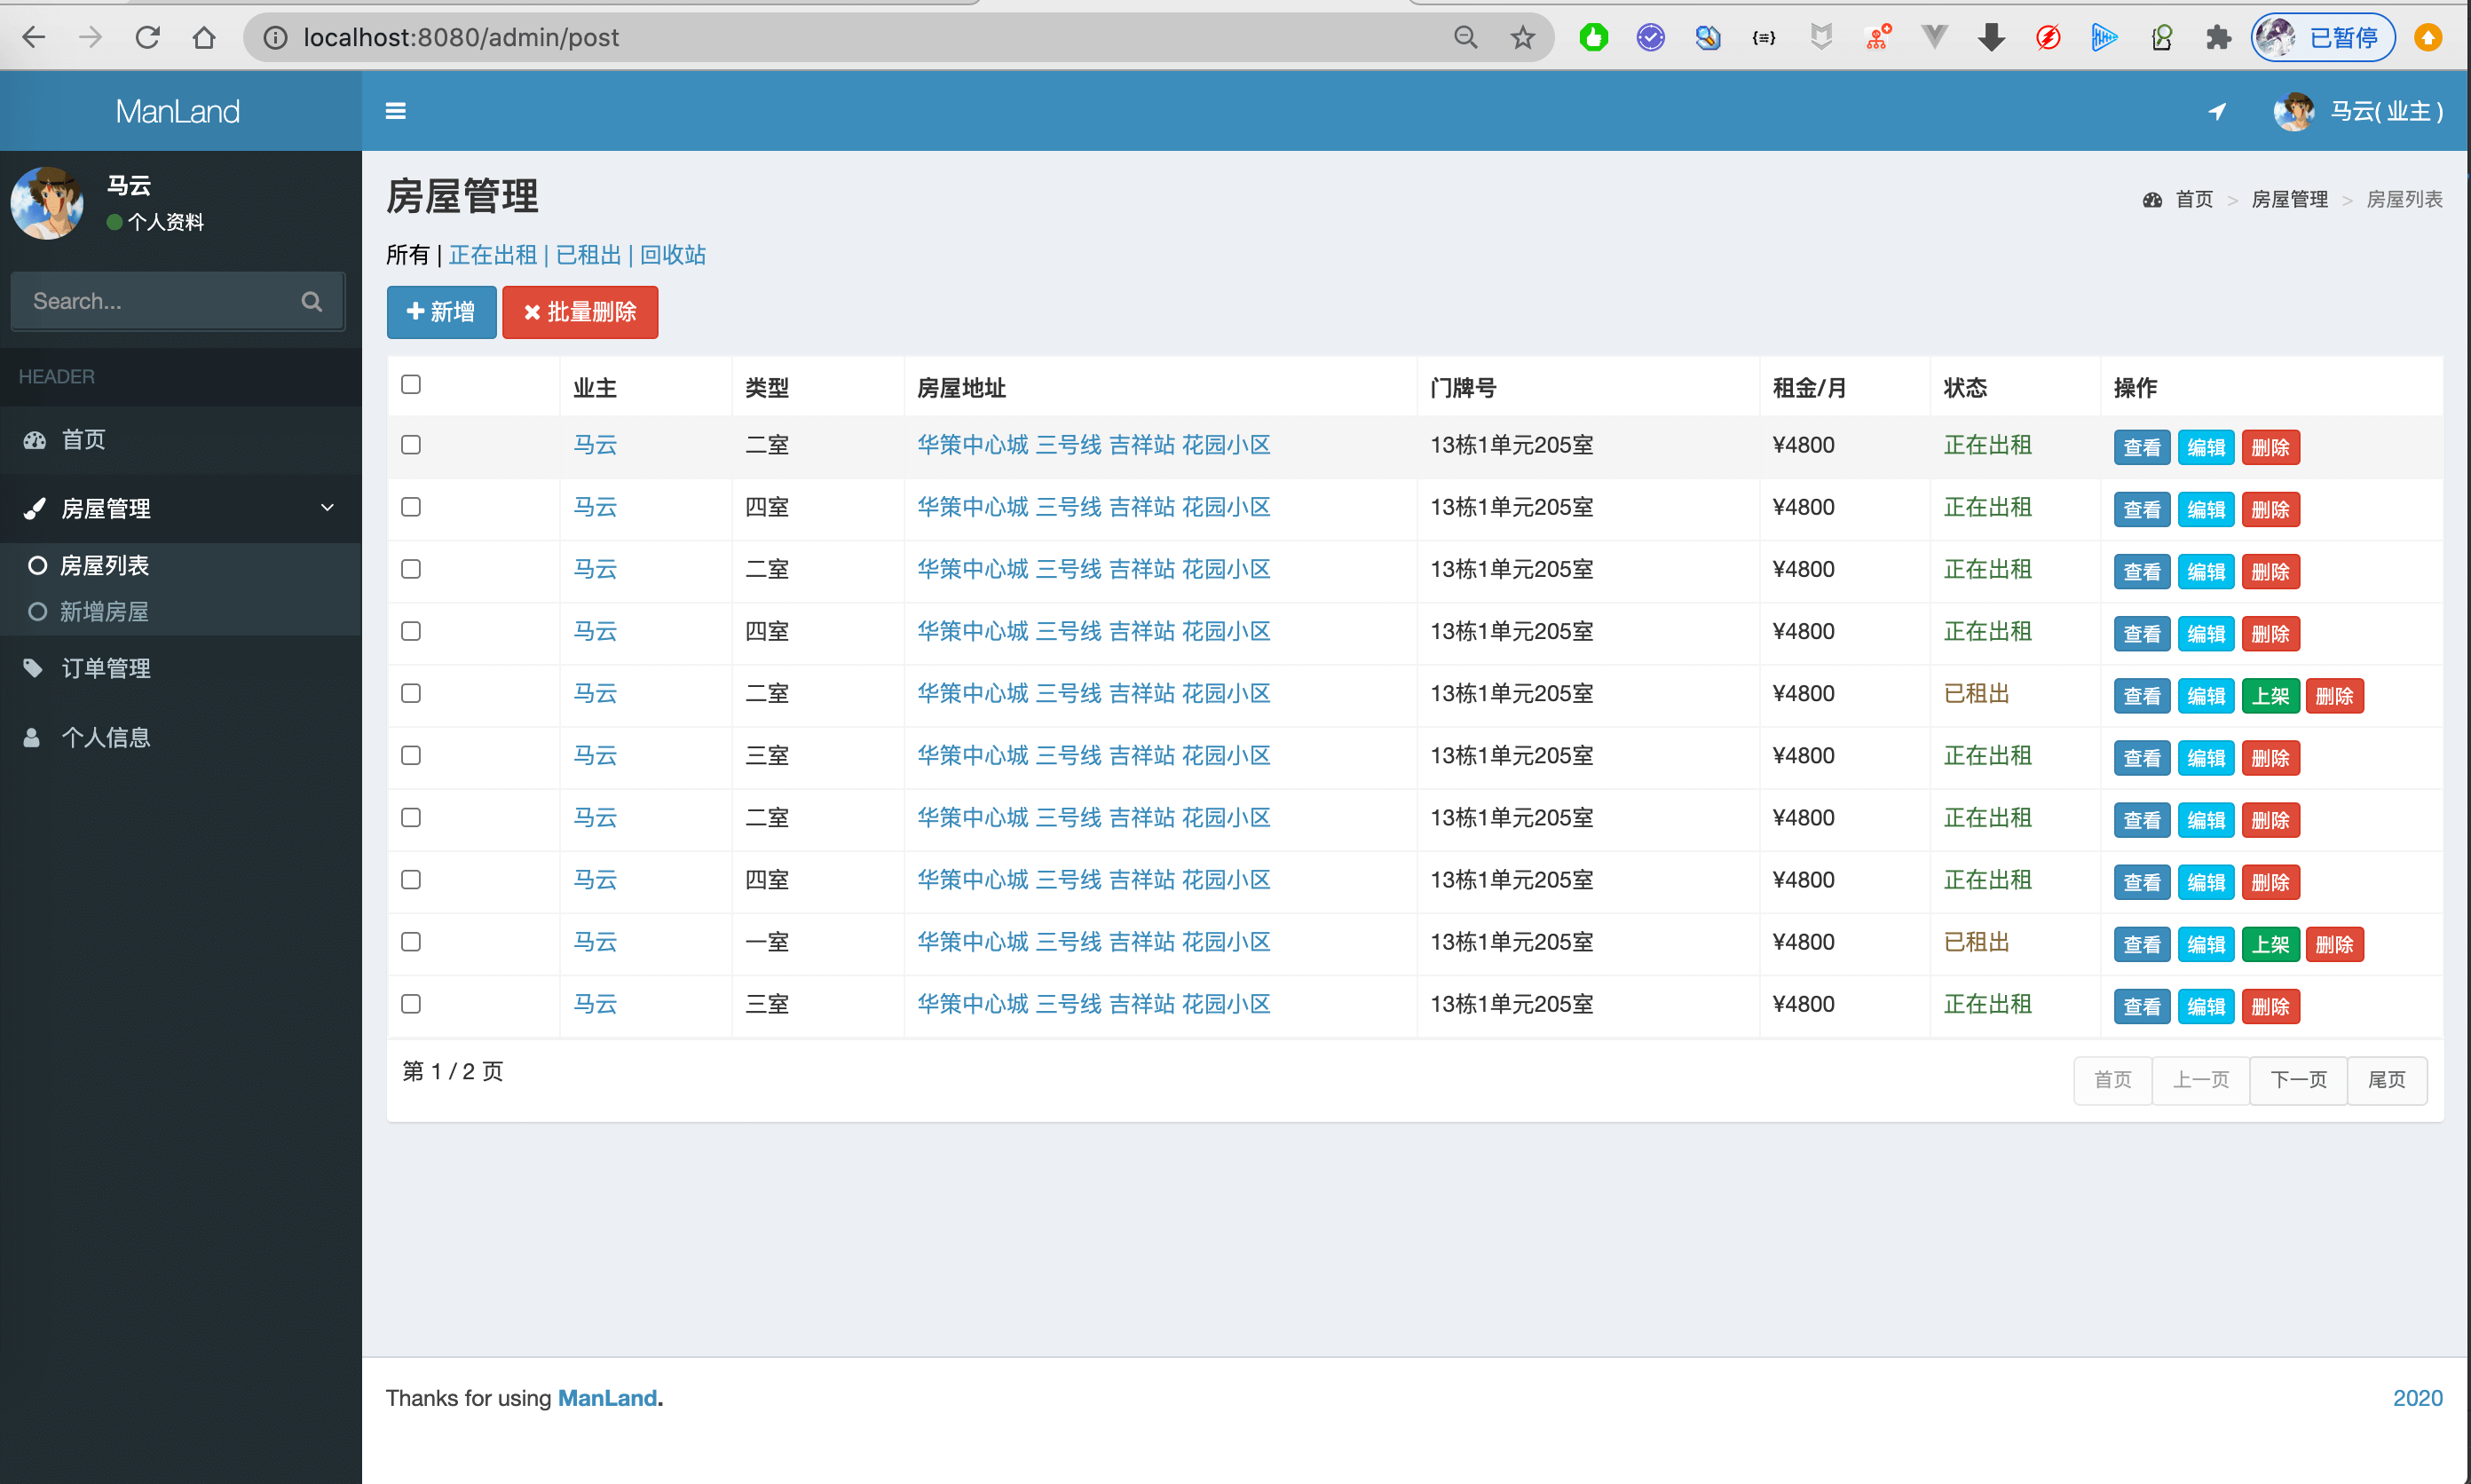 localhost:8080/admin/post
已暂停
ManLand
马云( 业主 )
马云
个人资料
Search...
HEADER
首页
房屋管理
房屋列表
新增房屋
订单管理
个人信息
房屋管理
首页 > 房屋管理 > 房屋列表
所有 | 正在出租 | 已租出 | 回收站
新增 批量删除
业主 类型 房屋地址 门牌号 租金/月 状态 操作
马云 二室 华策中心城 三号线 吉祥站 花园小区 13栋1单元205室 ¥4800 正在出租 查看 编辑 删除
马云 四室 华策中心城 三号线 吉祥站 花园小区 13栋1单元205室 ¥4800 正在出租 查看 编辑 删除
马云 二室 华策中心城 三号线 吉祥站 花园小区 13栋1单元205室 ¥4800 正在出租 查看 编辑 删除
马云 四室 华策中心城 三号线 吉祥站 花园小区 13栋1单元205室 ¥4800 正在出租 查看 编辑 删除
马云 二室 华策中心城 三号线 吉祥站 花园小区 13栋1单元205室 ¥4800 已租出 查看 编辑 上架 删除
马云 三室 华策中心城 三号线 吉祥站 花园小区 13栋1单元205室 ¥4800 正在出租 查看 编辑 删除
马云 二室 华策中心城 三号线 吉祥站 花园小区 13栋1单元205室 ¥4800 正在出租 查看 编辑 删除
马云 四室 华策中心城 三号线 吉祥站 花园小区 13栋1单元205室 ¥4800 正在出租 查看 编辑 删除
马云 一室 华策中心城 三号线 吉祥站 花园小区 13栋1单元205室 ¥4800 已租出 查看 编辑 上架 删除
马云 三室 华策中心城 三号线 吉祥站 花园小区 13栋1单元205室 ¥4800 正在出租 查看 编辑 删除
第 1 / 2 页
首页 上一页 下一页 尾页
Thanks for using ManLand.
2020